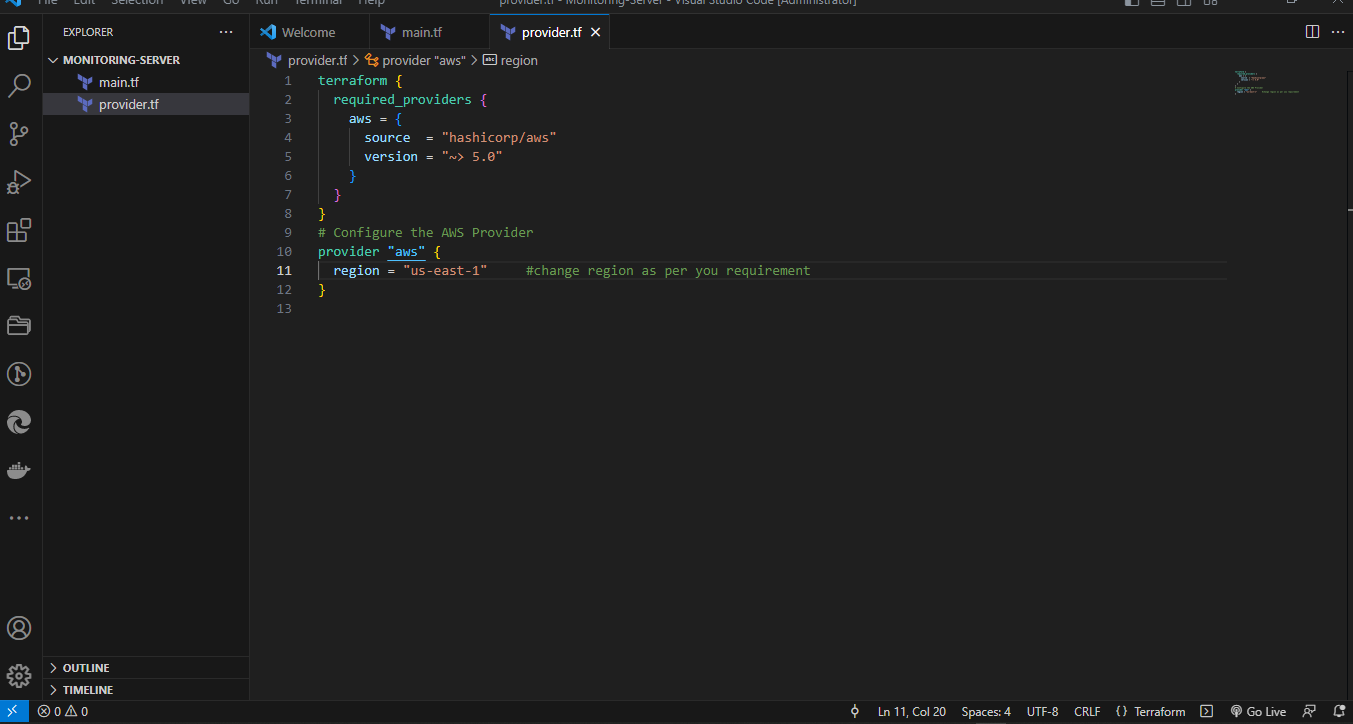 File Edit Selection View Go Run Terminal Help provider.tf - Monitoring-Server - Visual Studio Code [Administrator]
EXPLORER
Welcome main.tf provider.tf
MONITORING-SERVER
main.tf
provider.tf
provider.tf > provider "aws" > region
1 terraform {
2 required_providers {
3 aws = {
4 source = "hashicorp/aws"
5 version = "~> 5.0"
6 }
7 }
8 }
9 # Configure the AWS Provider
10 provider "aws" {
11 region = "us-east-1" #change region as per you requirement
12 }
13
OUTLINE
TIMELINE
0 0 Ln 11, Col 20 Spaces: 4 UTF-8 CRLF {} Terraform Go Live